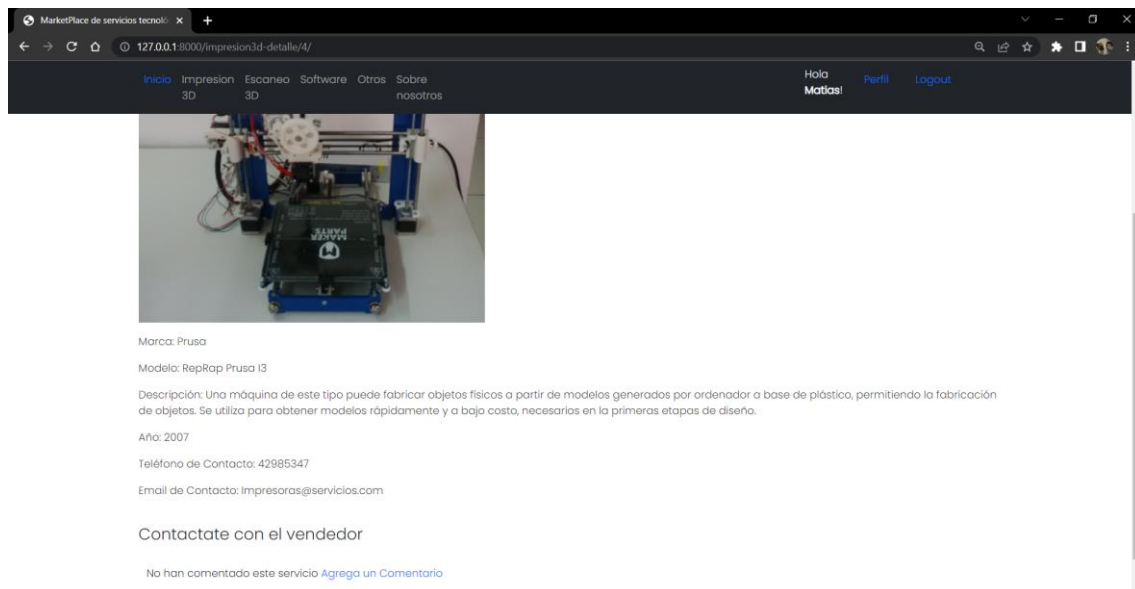 MarketPlace de servicios tecnoló
127.0.0.1:8000/impresion3d-detalle/4/
Inicio Impresion 3D Escaneo 3D Software Otros Sobre nosotros
Hola Matias! Perfil Logout
MAKER PARTS
Marca: Prusa
Modelo: RepRap Prusa I3
Descripción: Una máquina de este tipo puede fabricar objetos físicos a partir de modelos generados por ordenador a base de plástico, permitiendo la fabricación
de objetos. Se utiliza para obtener modelos rápidamente y a bajo costo, necesarios en la primeras etapas de diseño.
Año: 2007
Teléfono de Contacto: 42985347
Email de Contacto: Impresoras@servicios.com
Contactate con el vendedor
No han comentado este servicio Agrega un Comentario